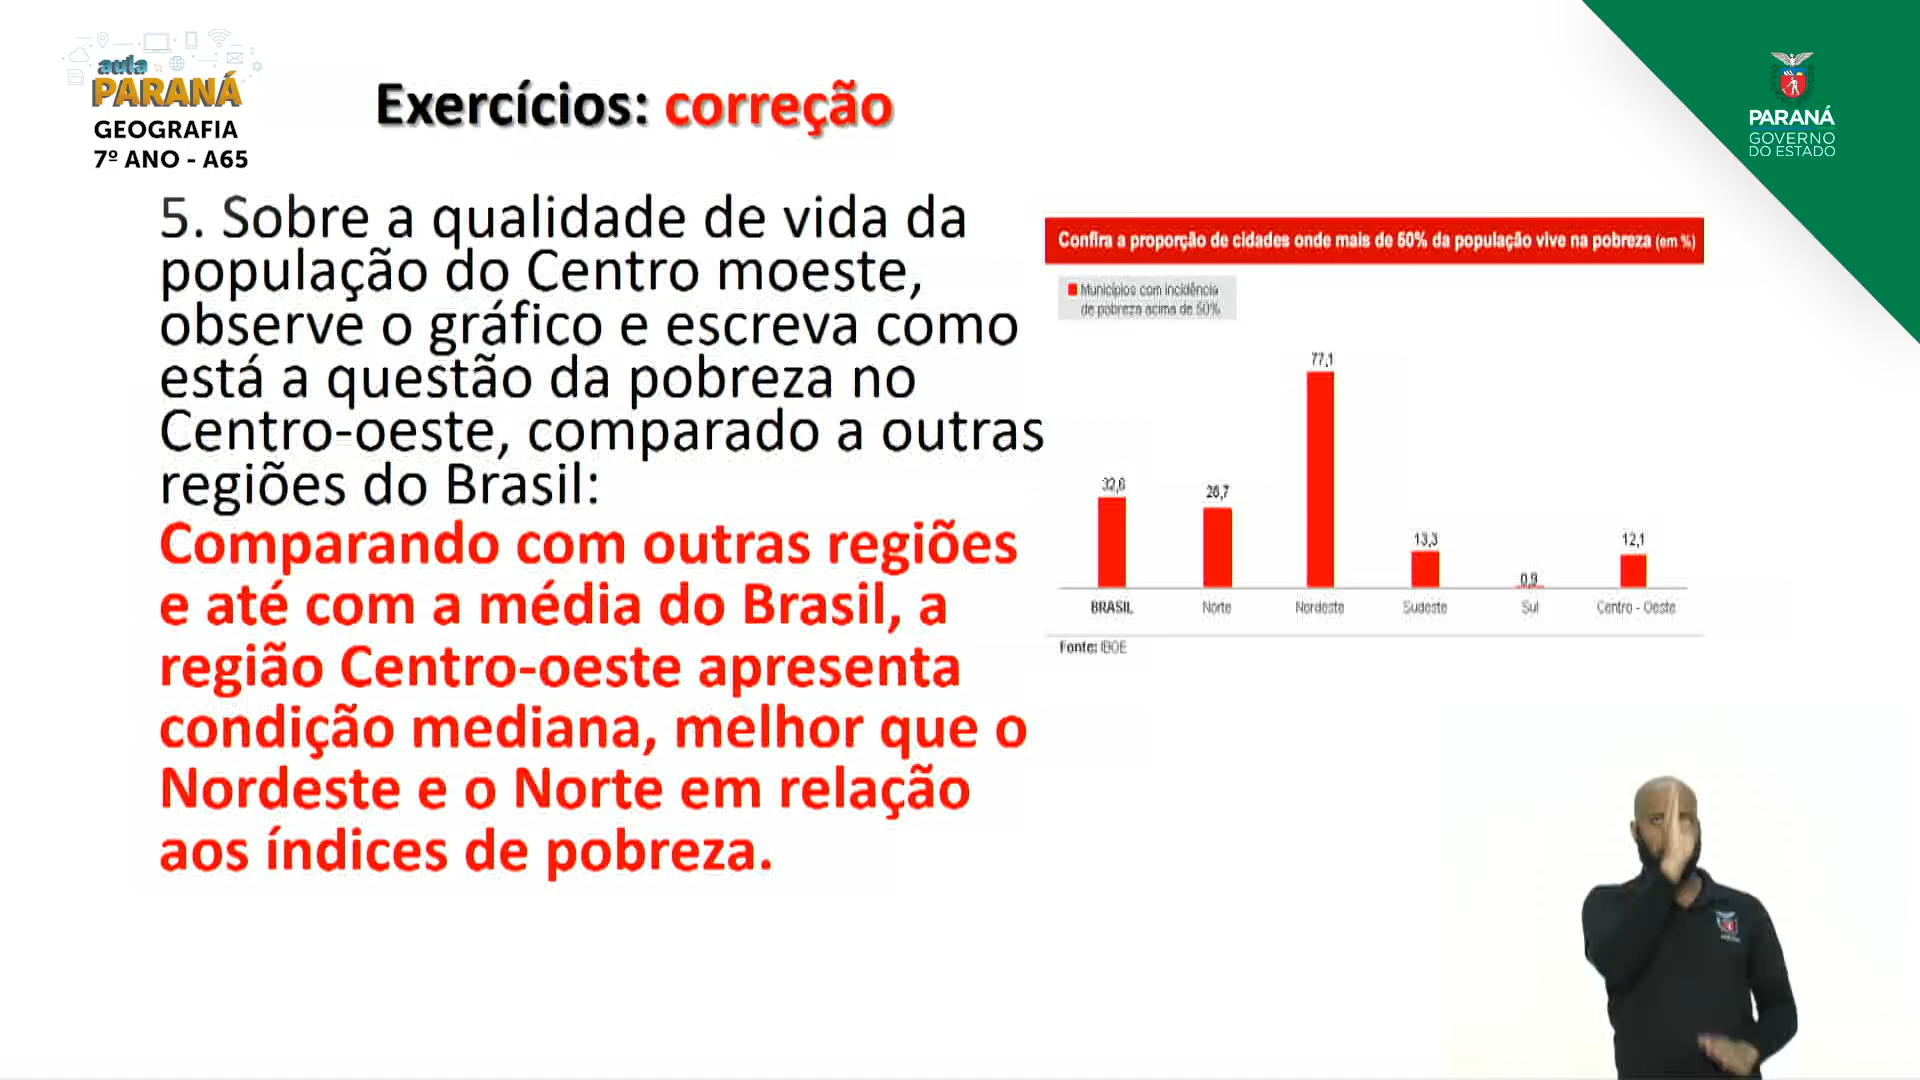 aula
PARANÁ
GEOGRAFIA
7º ANO - A65
Exercícios: correção
PARANÁ
GOVERNO
DO ESTADO
5. Sobre a qualidade de vida da
população do Centro moeste,
observe o gráfico e escreva como
está a questão da pobreza no
Centro-oeste, comparado a outras
regiões do Brasil:
Comparando com outras regiões
e até com a média do Brasil, a
região Centro-oeste apresenta
condição mediana, melhor que o
Nordeste e o Norte em relação
aos índices de pobreza.
Confira a proporção de cidades onde mais de 50% da população vive na pobreza (em %)
Municípios com incidência
de pobreza acima de 50%
77,1
13,3
12,1
0,9
BRASIL Norte Nordeste Sudeste Sul Centro - Oeste
Fonte: IBGE